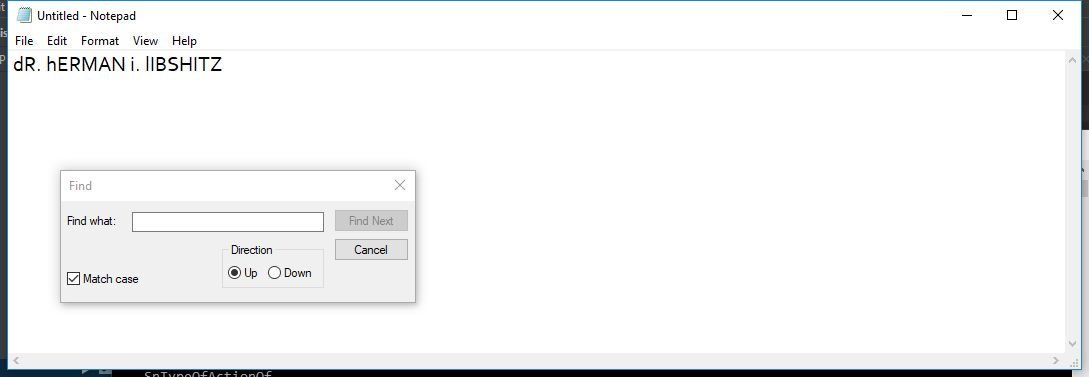 Untitled - Notepad
File Edit Format View Help
dR. hERMAN i. lIBSHITZ
Find
Find what:
Find Next
Cancel
Direction
Up Down
Match case
SnTypeOfActionOf